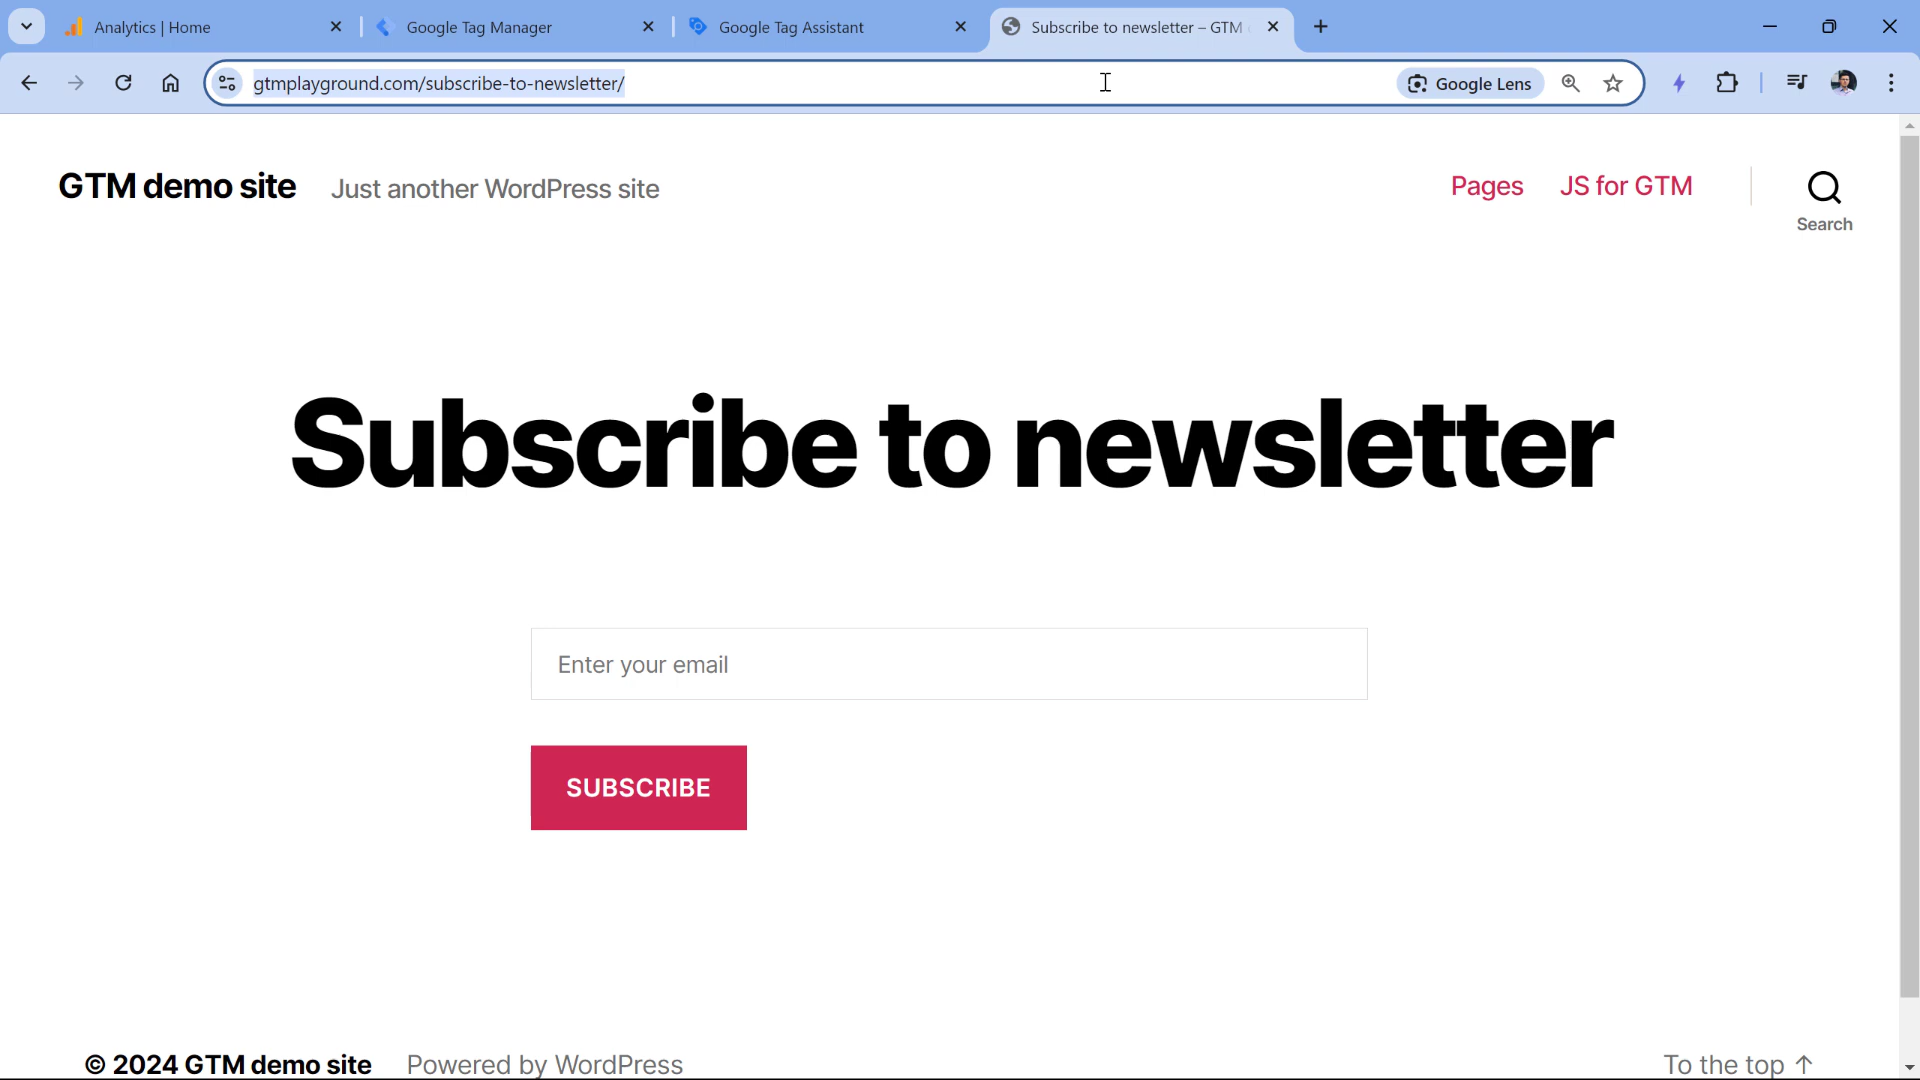 Analytics | Home
Google Tag Manager
Google Tag Assistant
Subscribe to newsletter – GTM
gtmplayground.com/subscribe-to-newsletter/
Google Lens
GTM demo site
Just another WordPress site
Pages
JS for GTM
Search
Subscribe to newsletter
Enter your email
SUBSCRIBE
© 2024 GTM demo site
Powered by WordPress
To the top ↑